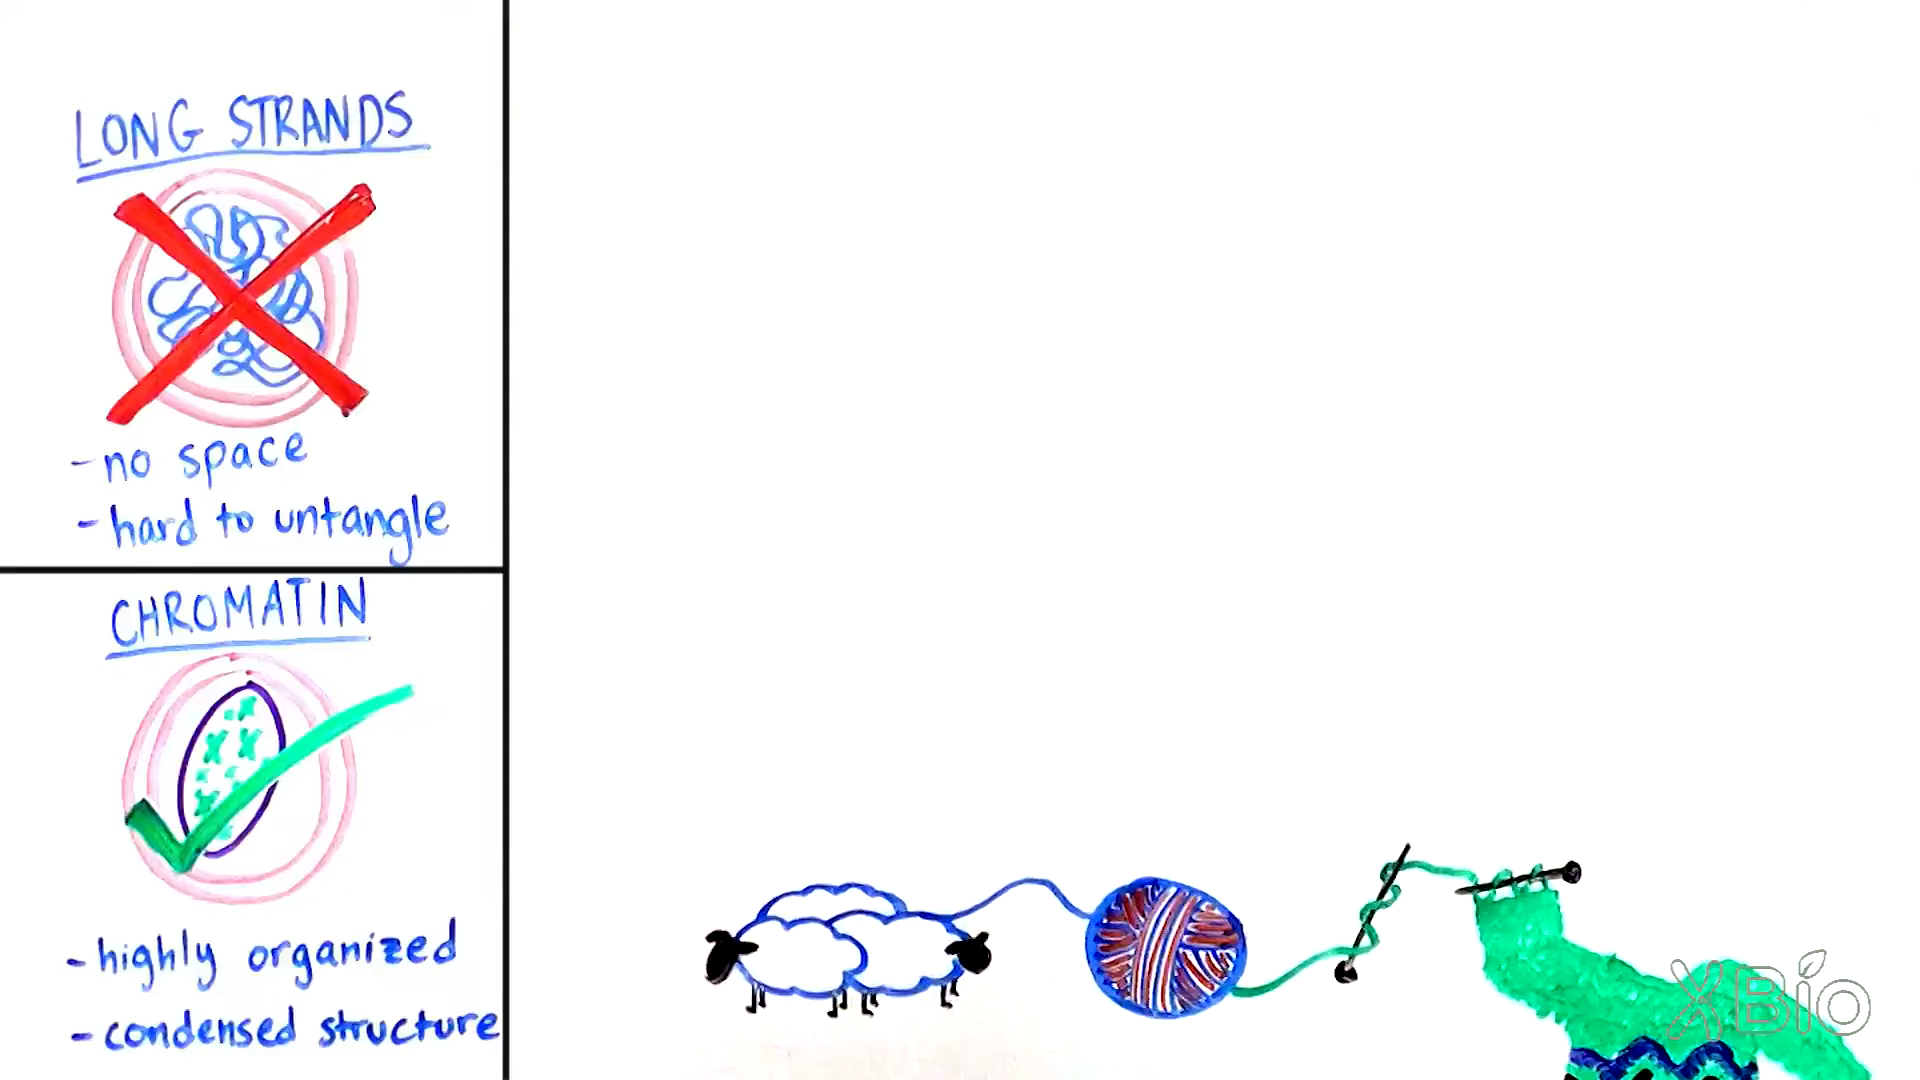 LONG STRANDS
- no space
- hard to untangle
CHROMATIN
- highly organized
- condensed structure
XBio